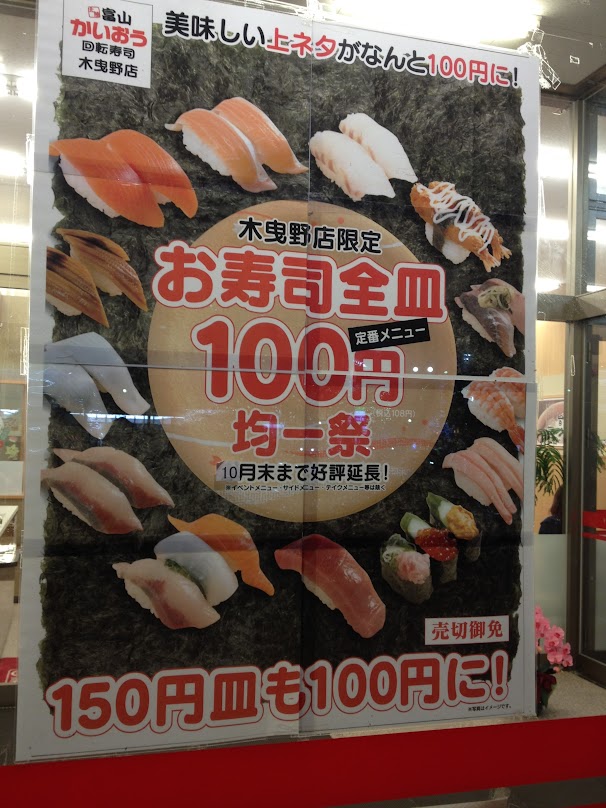 富山
かいおう
回転寿司
木曳野店
美味しい上ネタがなんと100円に!
木曳野店限定
お寿司全皿
100円
定番メニュー
(税込108円)
均一祭
10月末まで好評延長!
※イベントメニュー・サイドメニュー・テイクメニュー等は除く
売切御免
150円皿も100円に!
※写真はイメージです。